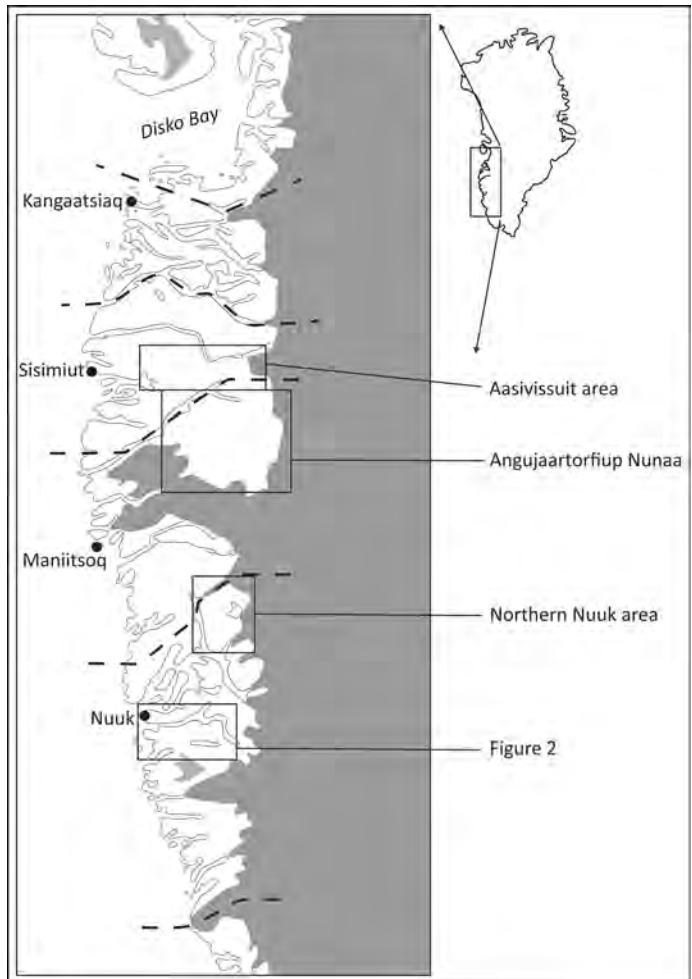 Disko Bay
Kangaatsiaq
Sisimiut
Aasivissuit area
Angujaartorfiup Nunaa
Maniitsoq
Northern Nuuk area
Nuuk
Figure 2